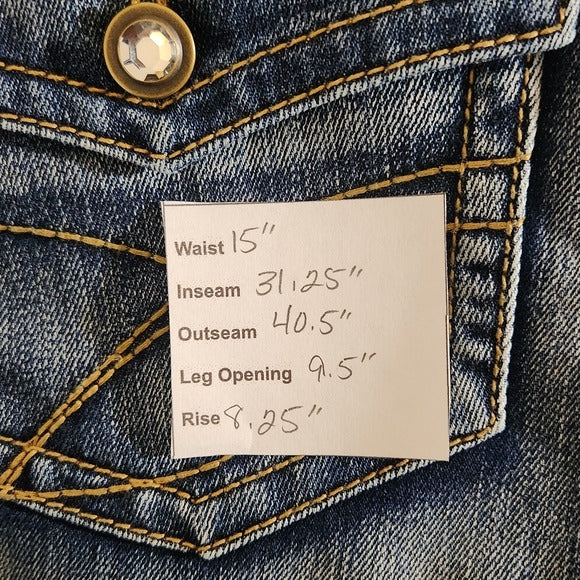 Waist 15"
Inseam 31.25"
Outseam 40.5"
Leg Opening 9.5"
Rise 8.25"